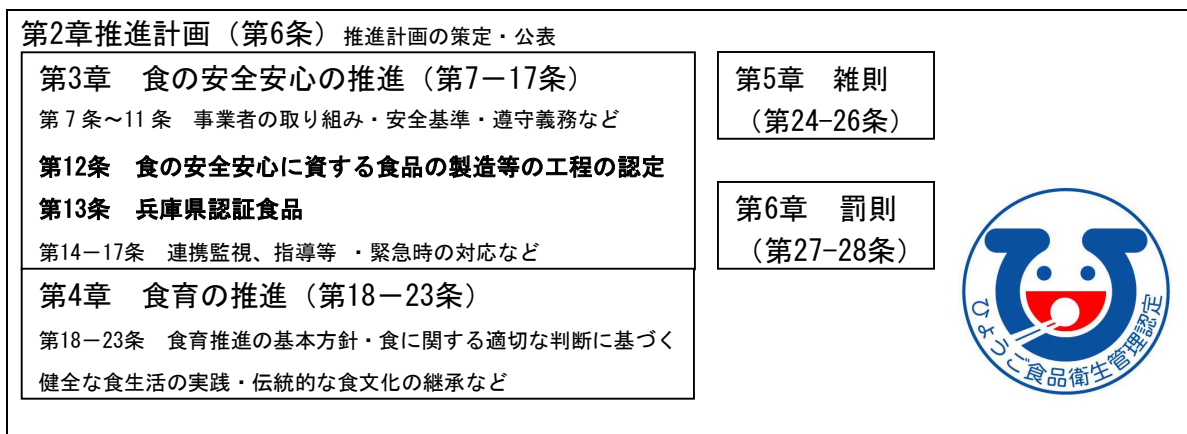 第2章推進計画（第6条）推進計画の策定・公表
第3章　食の安全安心の推進（第7－17条）
第７条～11条　事業者の取り組み・安全基準・遵守義務など
第12条　食の安全安心に資する食品の製造等の工程の認定
第13条　兵庫県認証食品
第14－17条　連携監視、指導等　・緊急時の対応など
第4章　食育の推進（第18－23条）
第18－23条　食育推進の基本方針・食に関する適切な判断に基づく
健全な食生活の実践・伝統的な食文化の継承など
第5章　雑則
（第24-26条）
第6章　罰則
（第27-28条）
ひょうご食品衛生管理認定